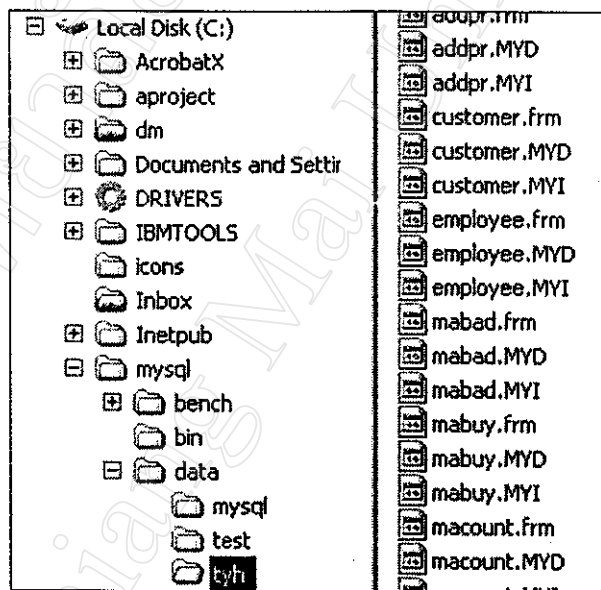 Local Disk (C:)
AcrobatX
aproject
dm
Documents and Settir
DRIVERS
IBMTOOLS
icons
Inbox
Inetpub
mysql
bench
bin
data
mysql
test
tyh
addpr.frm
addpr.MYD
addpr.MYI
customer.frm
customer.MYD
customer.MYI
employee.frm
employee.MYD
employee.MYI
mabad.frm
mabad.MYD
mabad.MYI
mabuy.frm
mabuy.MYD
mabuy.MYI
macount.frm
macount.MYD